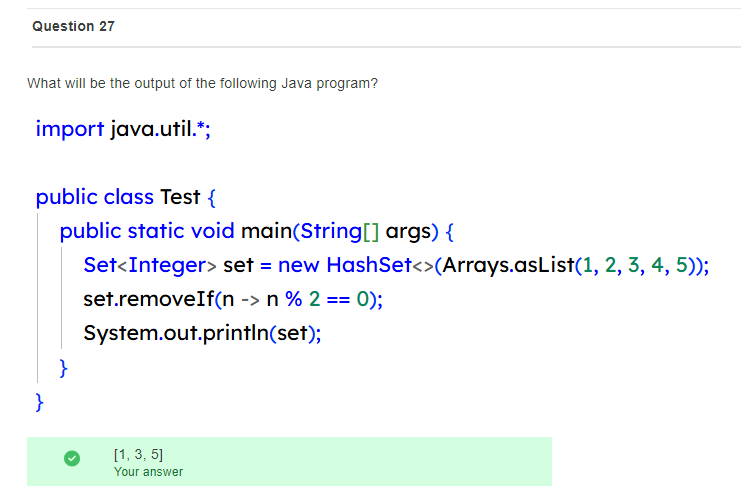 Question 27
What will be the output of the following Java program?
import java.util.*;
public class Test {
public static void main(String[] args) {
Set<Integer> set = new HashSet<>(Arrays.asList(1, 2, 3, 4, 5));
set.removeIf(n -> n % 2 == 0);
System.out.println(set);
}
}
[1, 3, 5]
Your answer